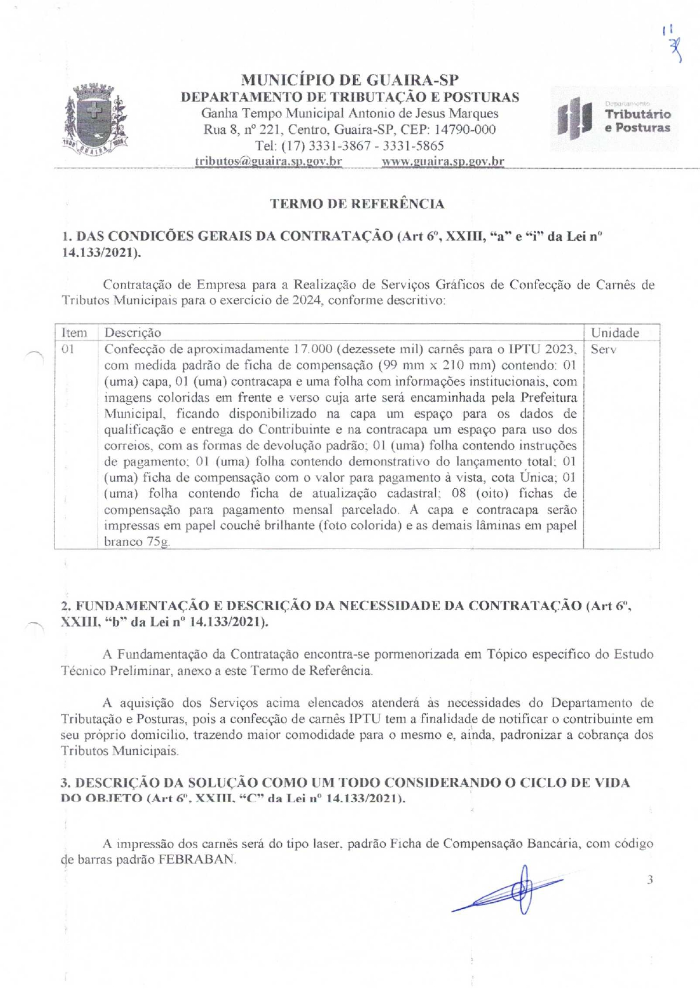 11
MUNICÍPIO DE GUAIRA-SP
DEPARTAMENTO DE TRIBUTAÇÃO E POSTURAS
Ganha Tempo Municipal Antonio de Jesus Marques
Rua 8, nº 221, Centro, Guaíra-SP, CEP: 14790-000
Tel: (17) 3331-3867 - 3331-5865
tributos@guaira.sp.gov.br www.guaira.sp.gov.br
GUAIRA
Departamento
Tributário
e Posturas
TERMO DE REFERÊNCIA
1. DAS CONDICÕES GERAIS DA CONTRATAÇÃO (Art 6º, XXIII, “a” e “i” da Lei nº
14.133/2021).
Contratação de Empresa para a Realização de Serviços Gráficos de Confecção de Carnês de
Tributos Municipais para o exercício de 2024, conforme descritivo:
Item Descrição Unidade
01 Confecção de aproximadamente 17.000 (dezessete mil) carnês para o IPTU 2023, Serv
com medida padrão de ficha de compensação (99 mm x 210 mm) contendo: 01
(uma) capa, 01 (uma) contracapa e uma folha com informações institucionais, com
imagens coloridas em frente e verso cuja arte será encaminhada pela Prefeitura
Municipal, ficando disponibilizado na capa um espaço para os dados de
qualificação e entrega do Contribuinte e na contracapa um espaço para uso dos
correios, com as formas de devolução padrão; 01 (uma) folha contendo instruções
de pagamento; 01 (uma) folha contendo demonstrativo do lançamento total; 01
(uma) ficha de compensação com o valor para pagamento à vista, cota Única; 01
(uma) folha contendo ficha de atualização cadastral; 08 (oito) fichas de
compensação para pagamento mensal parcelado. A capa e contracapa serão
impressas em papel couchê brilhante (foto colorida) e as demais lâminas em papel
branco 75g.
2. FUNDAMENTAÇÃO E DESCRIÇÃO DA NECESSIDADE DA CONTRATAÇÃO (Art 6º,
XXIII, “b” da Lei nº 14.133/2021).
A Fundamentação da Contratação encontra-se pormenorizada em Tópico específico do Estudo
Técnico Preliminar, anexo a este Termo de Referência.
A aquisição dos Serviços acima elencados atenderá às necessidades do Departamento de
Tributação e Posturas, pois a confecção de carnês IPTU tem a finalidade de notificar o contribuinte em
seu próprio domicilio, trazendo maior comodidade para o mesmo e, ainda, padronizar a cobrança dos
Tributos Municipais.
3. DESCRIÇÃO DA SOLUÇÃO COMO UM TODO CONSIDERANDO O CICLO DE VIDA
DO OBJETO (Art 6º, XXIII, “C” da Lei nº 14.133/2021).
A impressão dos carnês será do tipo laser, padrão Ficha de Compensação Bancária, com código
de barras padrão FEBRABAN.
3